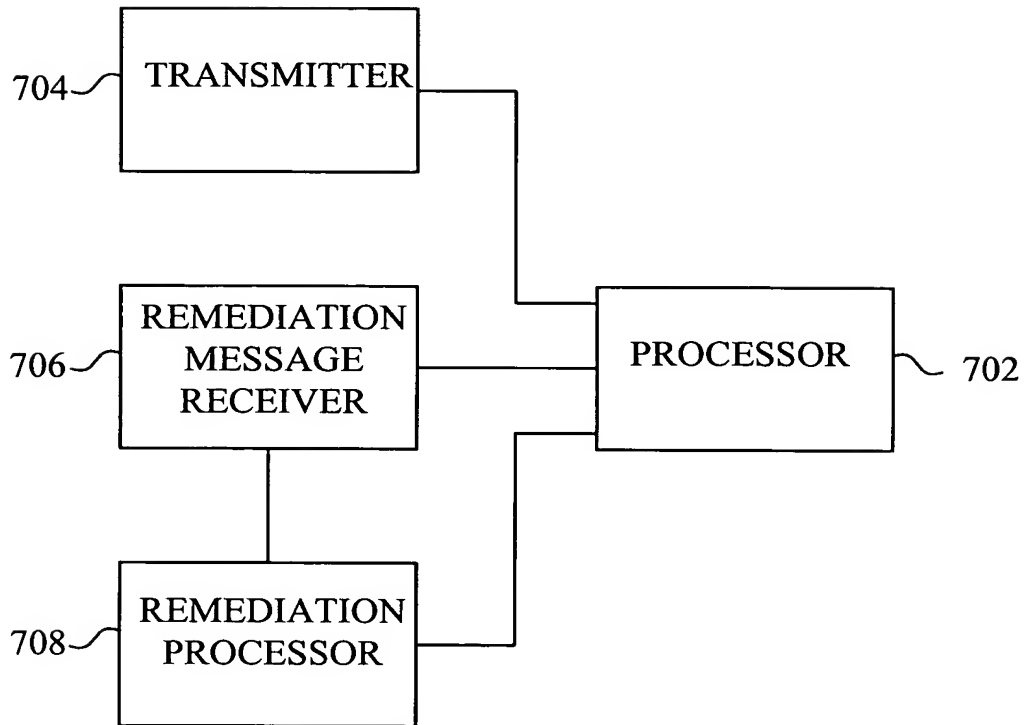 704
TRANSMITTER
706
REMEDIATION
MESSAGE
RECEIVER
PROCESSOR
702
708
REMEDIATION
PROCESSOR